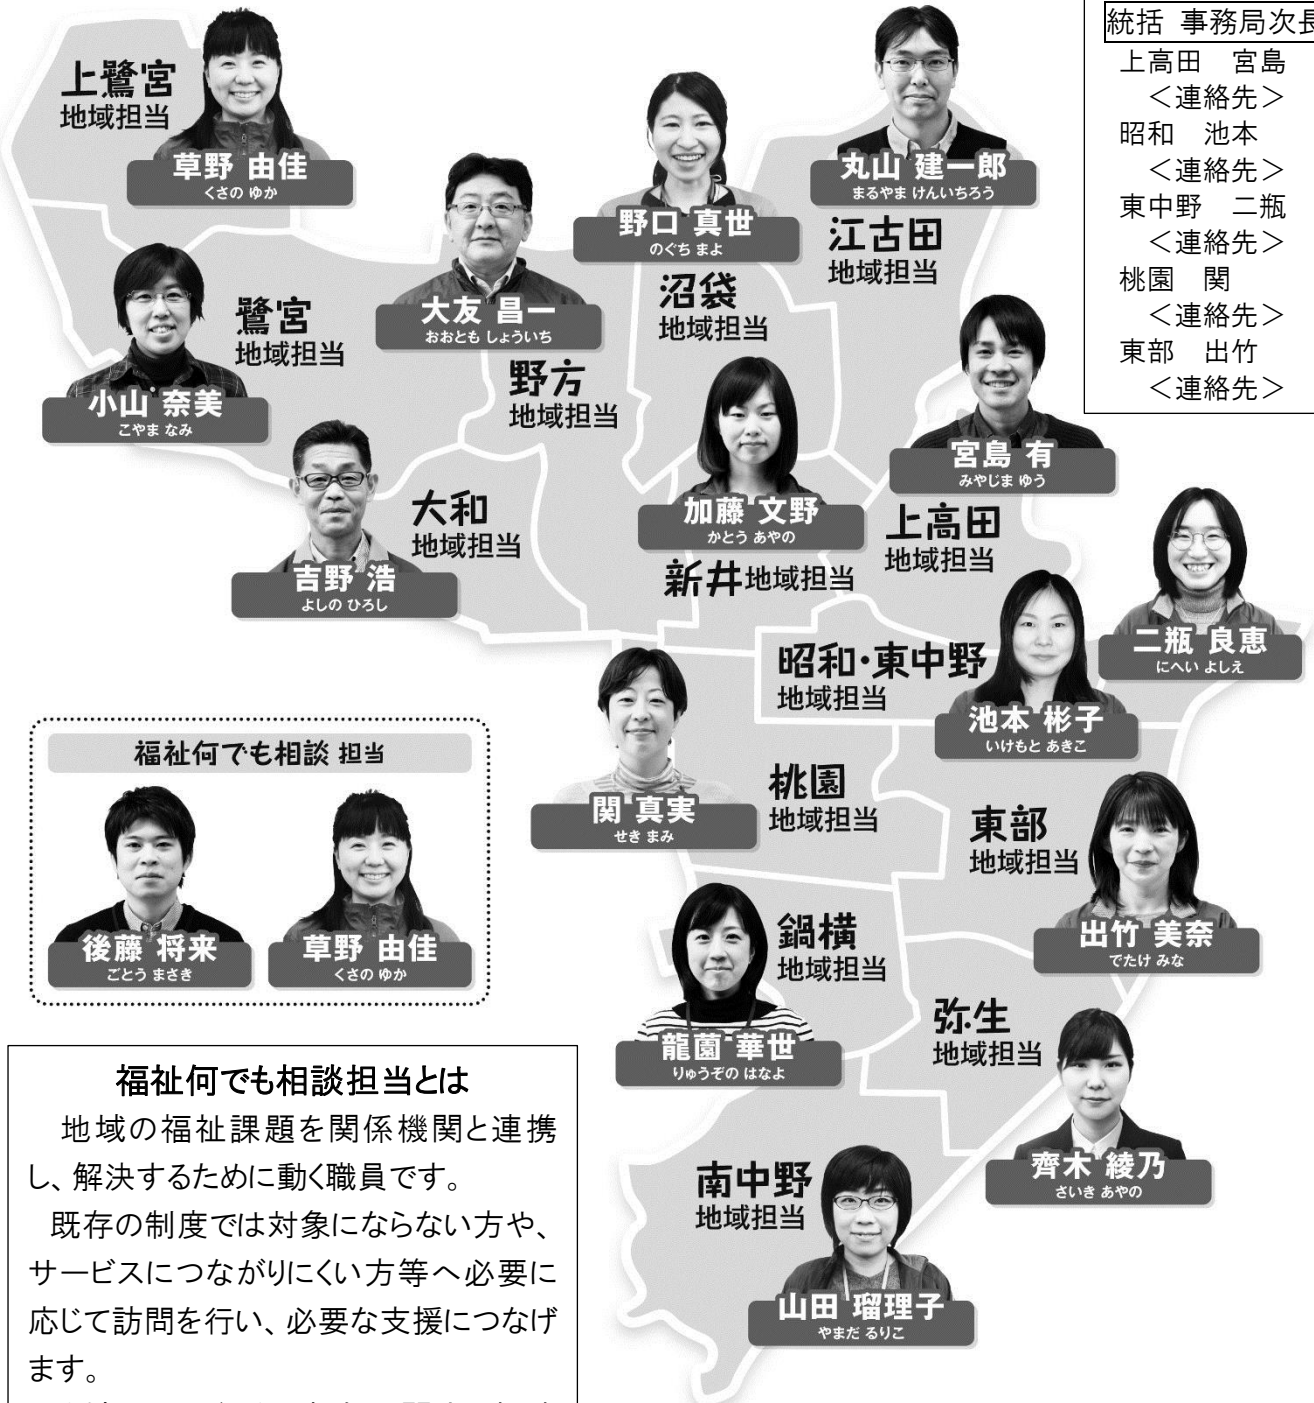 統括 事務局次長
上高田 宮島
<連絡先>
昭和 池本
<連絡先>
東中野 二瓶
<連絡先>
桃園 関
<連絡先>
東部 出竹
<連絡先>
上鷺宮
地域担当
草野 由佳
くさの ゆか
鷺宮
地域担当
小山 奈美
こやま なみ
大友 昌一
おおとも しょういち
野方
地域担当
野口 真世
のぐち まよ
沼袋
地域担当
丸山 建一郎
まるやま けんいちろう
江古田
地域担当
吉野 浩
よしの ひろし
大和
地域担当
加藤 文野
かとう あやの
新井地域担当
宮島 有
みやじま ゆう
上高田
地域担当
昭和・東中野
地域担当
二瓶 良恵
にへい よしえ
池本 彬子
いけもと あきこ
関 真実
せき まみ
桃園
地域担当
東部
地域担当
出竹 美奈
でたけ みな
龍薗 華世
りゅうぞの はなよ
鍋横
地域担当
弥生
地域担当
齊木 綾乃
さいき あやの
南中野
地域担当
山田 瑠理子
やまだ るりこ
福祉何でも相談 担当
後藤 将来
ごとう まさき
草野 由佳
くさの ゆか
福祉何でも相談担当とは
地域の福祉課題を関係機関と連携
し、解決するために動く職員です。
既存の制度では対象にならない方や、
サービスにつながりにくい方等へ必要に
応じて訪問を行い、必要な支援につなげ
ます。